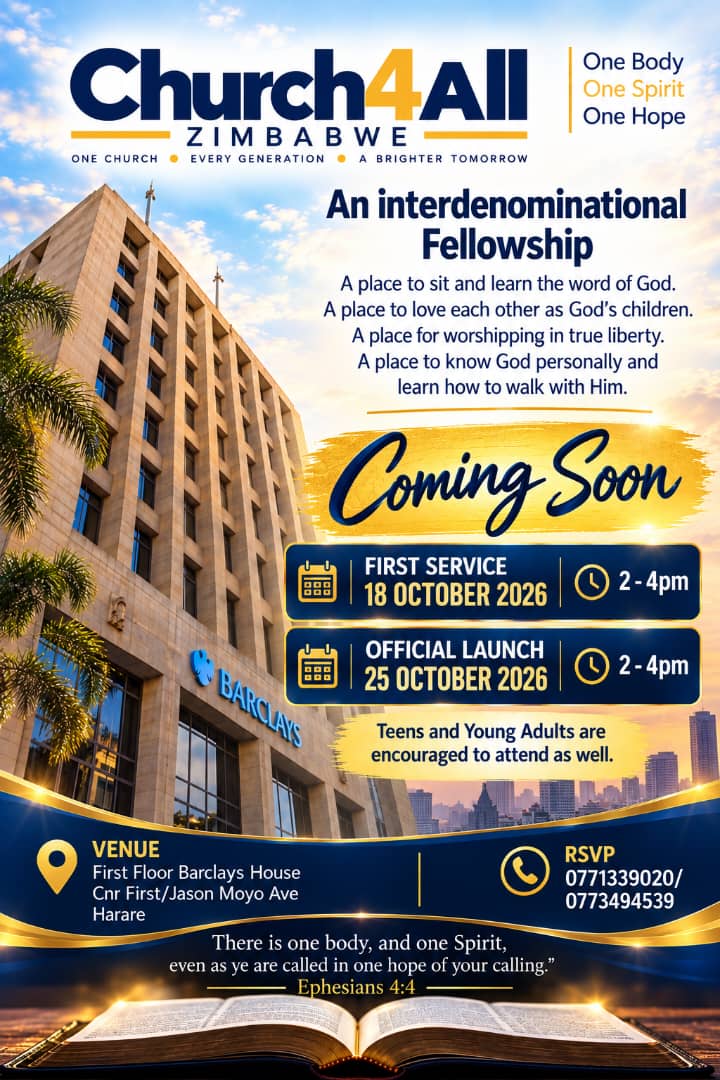 Church4All
ZIMBABWE
ONE CHURCH • EVERY GENERATION • A BRIGHTER TOMORROW
One Body
One Spirit
One Hope
An interdenominational
Fellowship
A place to sit and learn the word of God.
A place to love each other as God's children.
A place for worshipping in true liberty.
A place to know God personally and
learn how to walk with Him.
Coming Soon
FIRST SERVICE
18 OCTOBER 2026
2 - 4pm
OFFICIAL LAUNCH
25 OCTOBER 2026
2 - 4pm
BARCLAYS
Teens and Young Adults are
encouraged to attend as well.
VENUE
First Floor Barclays House
Cnr First/Jason Moyo Ave
Harare
RSVP
0771339020/
0773494539
There is one body, and one Spirit,
even as ye are called in one hope of your calling.”
Ephesians 4:4